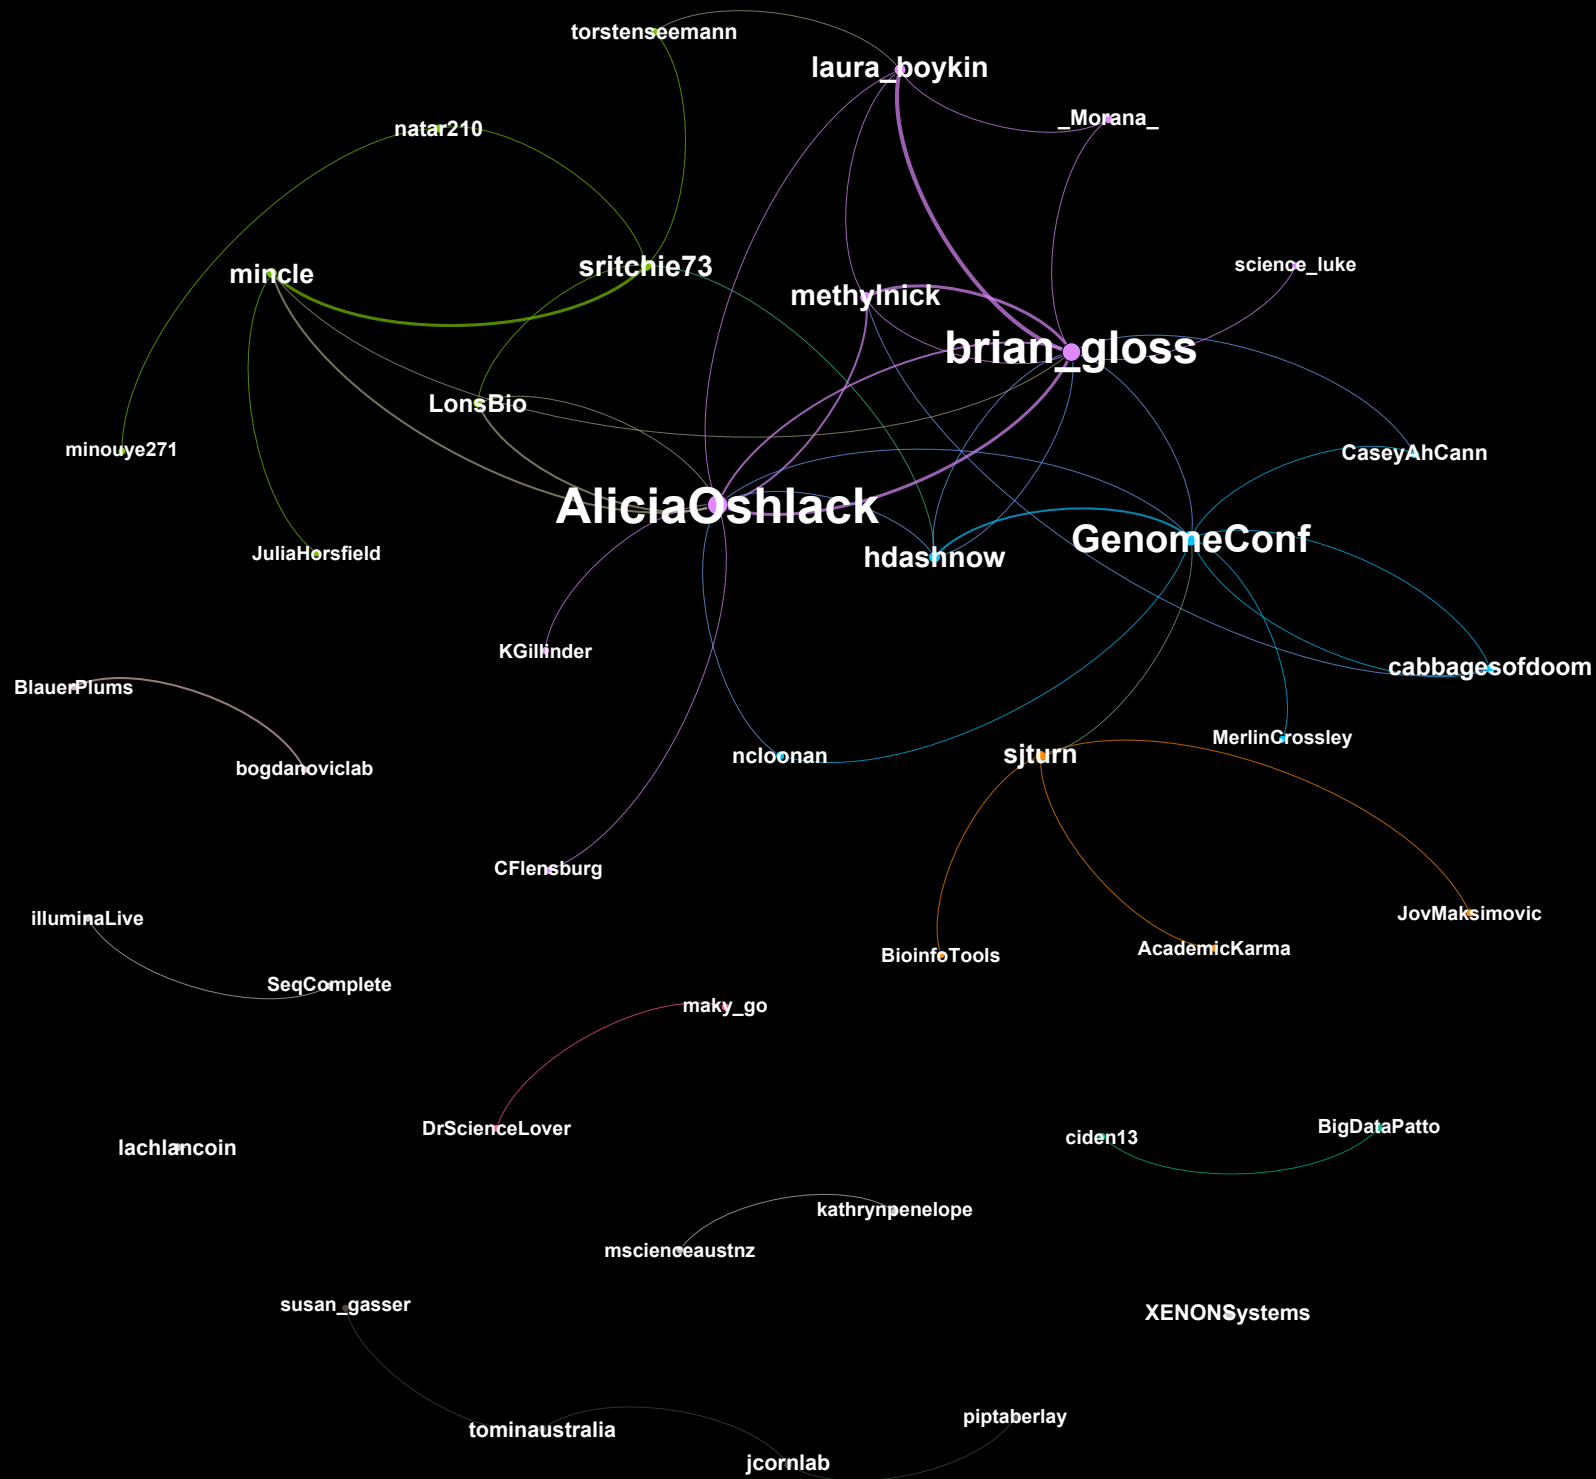 torstenseemann
laura_boykin
_Morana_
natar210
science_luke
sritchie73
mincle
methylnick
brian_gloss
LonsBio
minouye271
CaseyAhCann
AliciaOshlack
GenomeConf
JuliaHorsfield
hdashnow
KGillinder
cabbagesofdoom
BlauerPlums
MerlinCrossley
sjturn
ncloonan
bogdanoviclab
CFlensburg
JovMaksimovic
illuminaLive
AcademicKarma
BioinfoTools
SeqComplete
maky_go
BigDataPatto
DrScienceLover
ciden13
lachlancoin
kathrynpenelope
mscienceaustnz
susan_gasser
XENONSystems
piptaberlay
tominaustralia
jcornlab